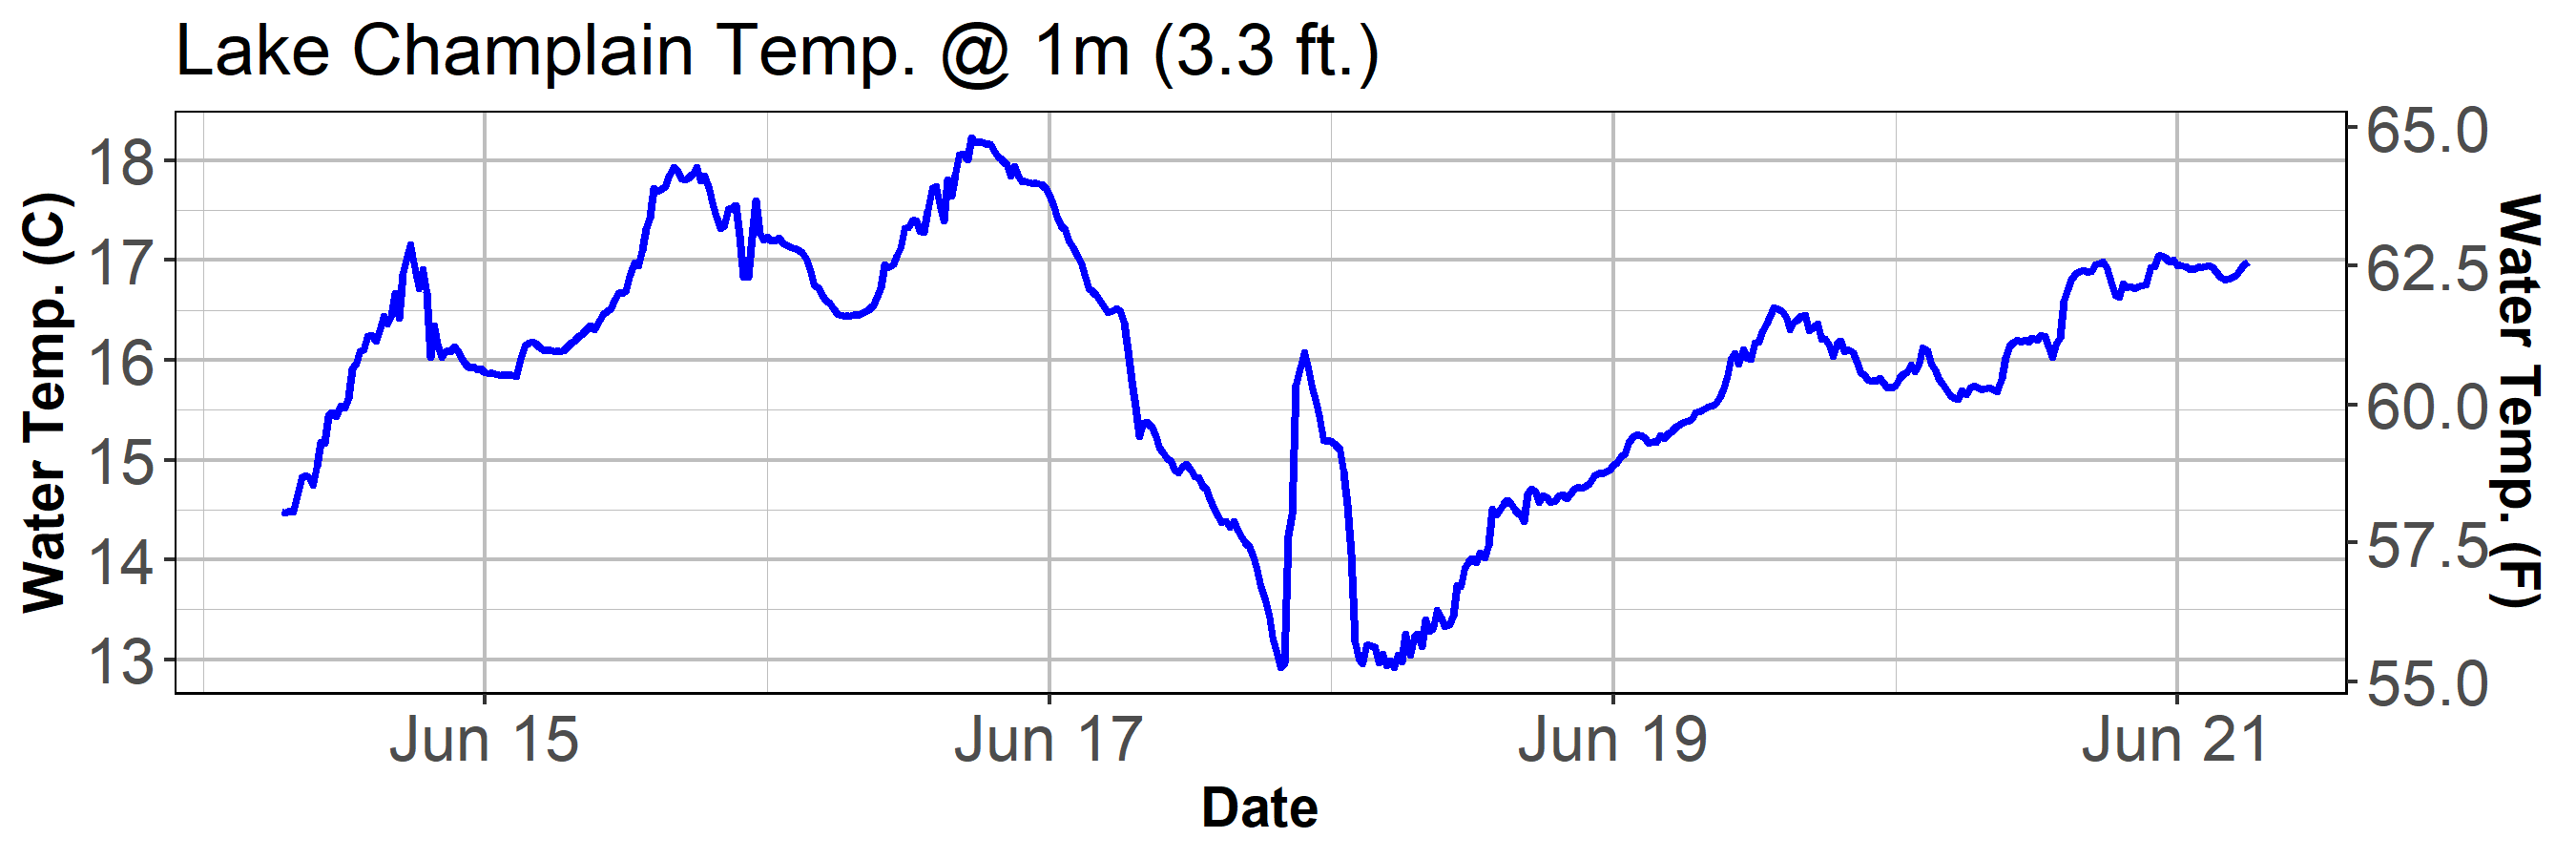 Lake Champlain Temp. @ 1m (3.3 ft.)
Water Temp. (C)
18
17
16
15
14
13
65.0
62.5
60.0
57.5
55.0
Water Temp. (F)
Jun 15
Jun 17
Jun 19
Jun 21
Date